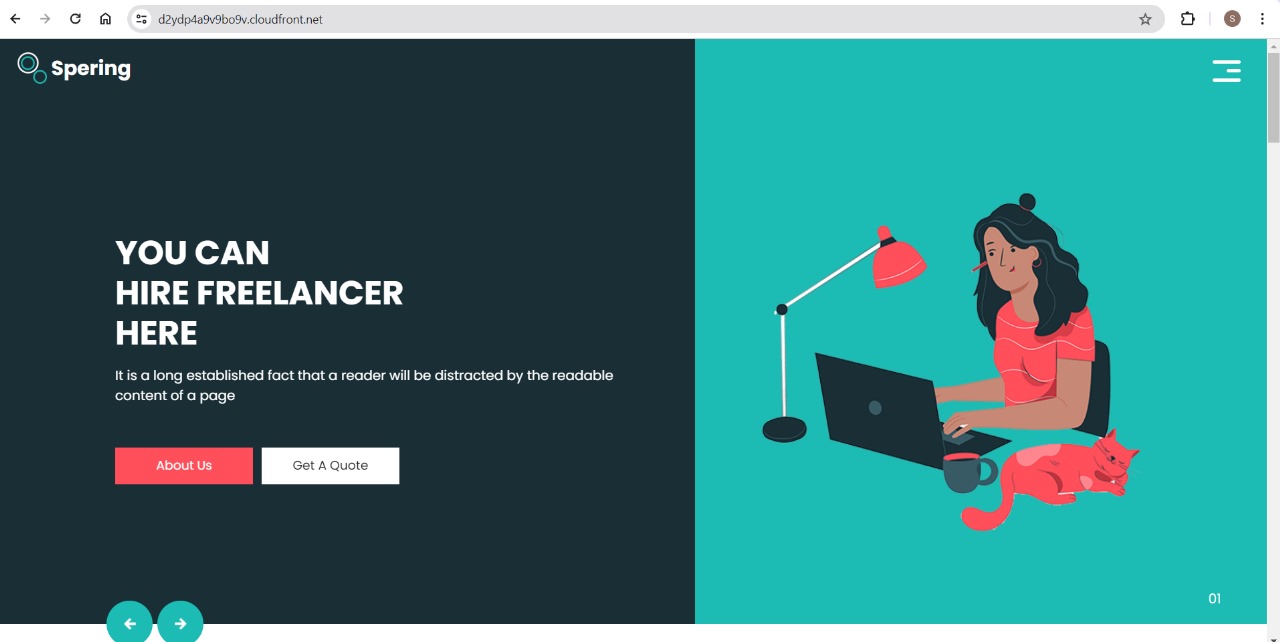 d2ydp4a9v9bo9v.cloudfront.net
S
Spering
YOU CAN
HIRE FREELANCER
HERE
It is a long established fact that a reader will be distracted by the readable
content of a page
About Us
Get A Quote
01